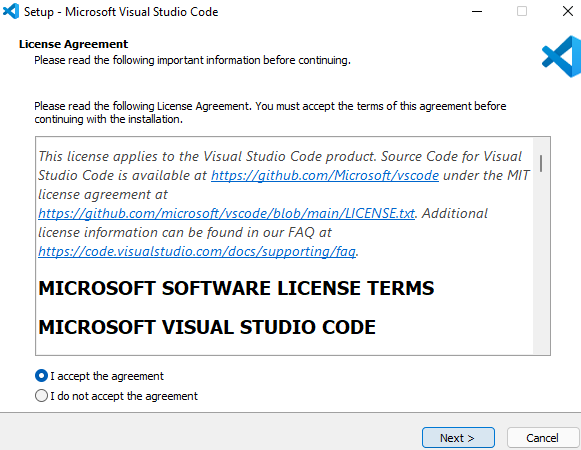 Setup - Microsoft Visual Studio Code
License Agreement
Please read the following important information before continuing.
Please read the following License Agreement. You must accept the terms of this agreement before
continuing with the installation.
This license applies to the Visual Studio Code product. Source Code for Visual
Studio Code is available at https://github.com/Microsoft/vscode under the MIT
license agreement at
https://github.com/microsoft/vscode/blob/main/LICENSE.txt. Additional
license information can be found in our FAQ at
https://code.visualstudio.com/docs/supporting/faq.
MICROSOFT SOFTWARE LICENSE TERMS
MICROSOFT VISUAL STUDIO CODE
I accept the agreement
I do not accept the agreement
Next >
Cancel